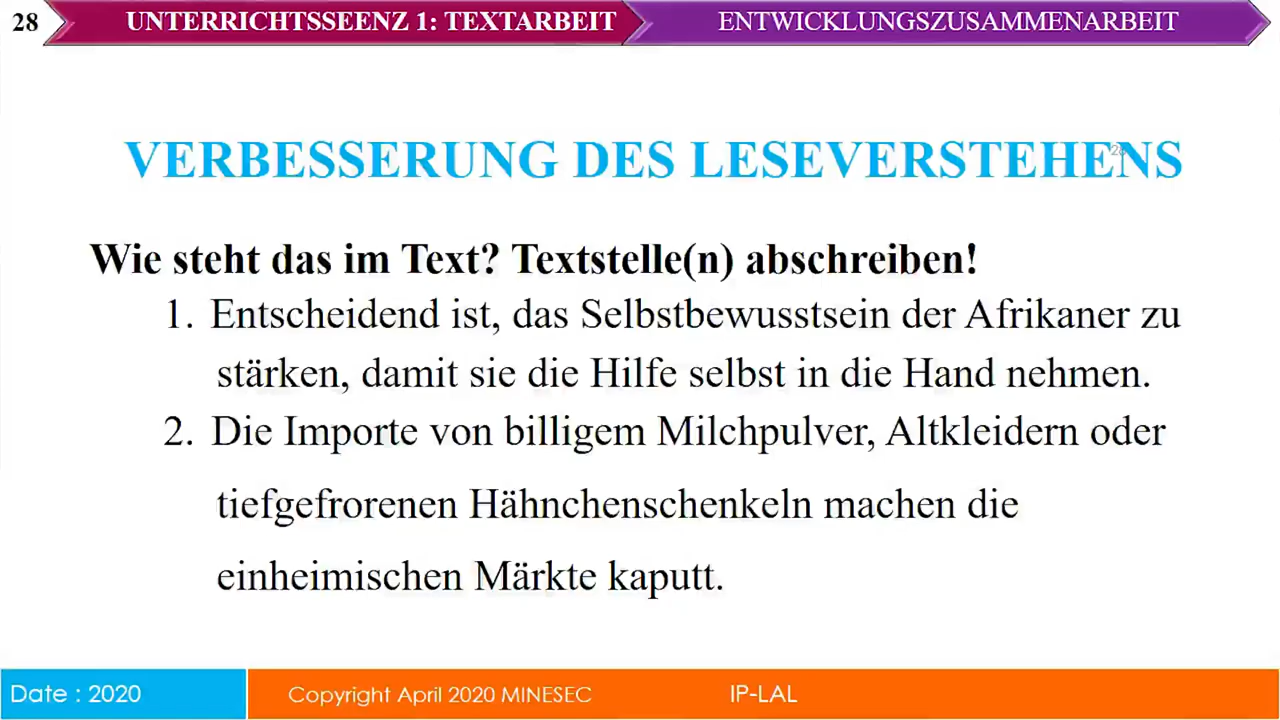 28 UNTERRICHTSSEENZ 1: TEXTARBEIT ENTWICKLUNGSZUSAMMENARBEIT
VERBESSERUNG DES LESEVERSTEHENS
28
Wie steht das im Text? Textstelle(n) abschreiben!
1. Entscheidend ist, das Selbstbewusstsein der Afrikaner zu
stärken, damit sie die Hilfe selbst in die Hand nehmen.
2. Die Importe von billigem Milchpulver, Altkleidern oder
tiefgefrorenen Hähnchenschenkeln machen die
einheimischen Märkte kaputt.
Date : 2020 Copyright April 2020 MINESEC IP-LAL